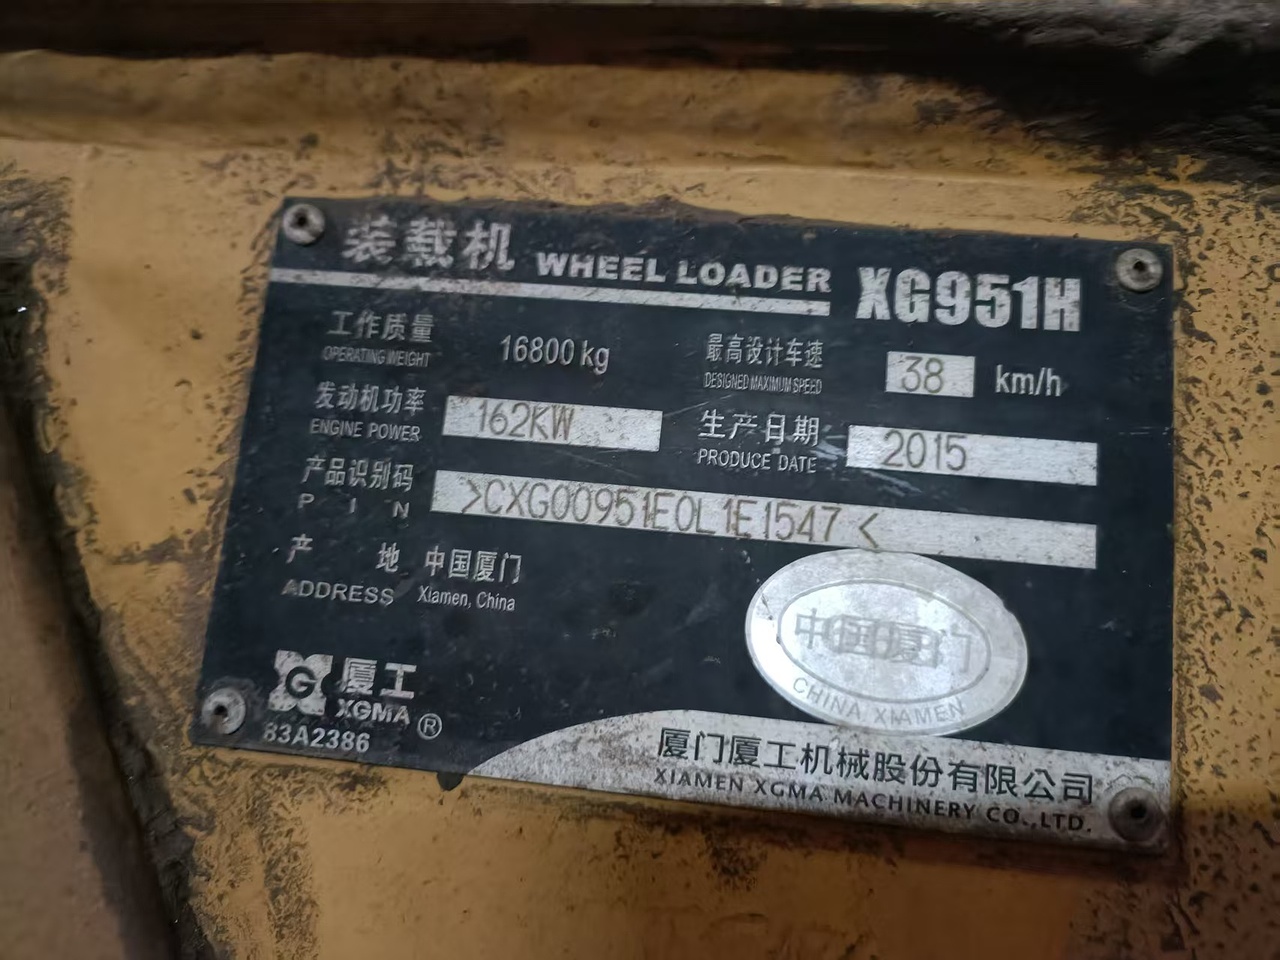 装载机 WHEEL LOADER XG951H
工作质量 16800 kg 最高设计车速 38 km/h
OPERATING WEIGHT DESIGNED MAXIMUM SPEED
发动机功率 162KW 生产日期 2015
ENGINE POWER PRODUCE DATE
产品识别码 >CXG00951E0L1E1547<
P I N
产 地 中国厦门
ADDRESS Xiamen, China
中国厦门
CHINA XIAMEN
G 厦工
XGMA ®
83A2386
厦门厦工机械股份有限公司
XIAMEN XGMA MACHINERY CO.,LTD.